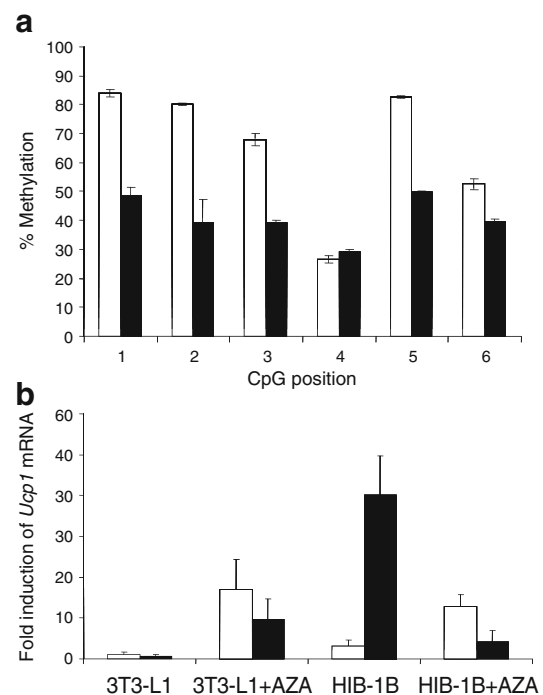 a
100
90
80
70
60
50
40
30
20
10
0
% Methylation
1 2 3 4 5 6
CpG position
b
60
30
30
20
10
0
Fold induction of Ucp1 mRNA
3T3-L1 3T3-L1+AZA HIB-1B HIB-1B+AZA